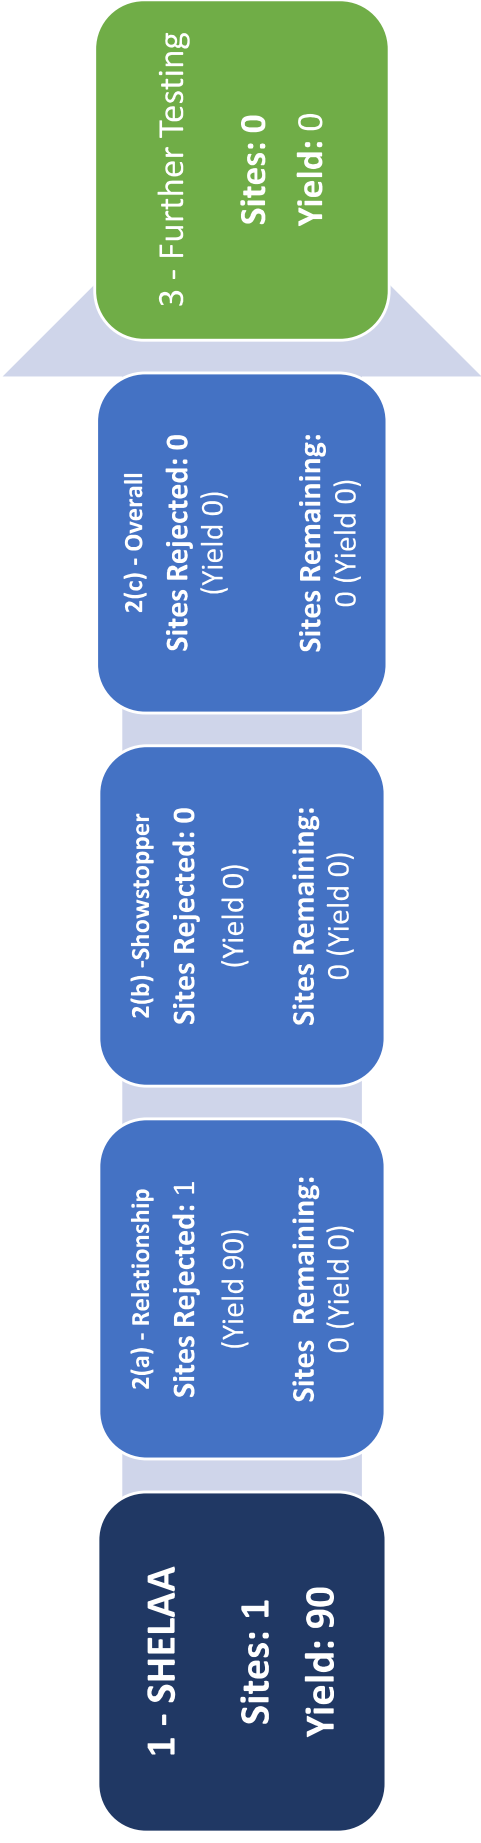 1 - SHELAA
Sites: 1
Yield: 90
2(a) - Relationship
Sites Rejected: 1
(Yield 90)
Sites Remaining:
0 (Yield 0)
2(b) -Showstopper
Sites Rejected: 0
(Yield 0)
Sites Remaining:
0 (Yield 0)
2(c) - Overall
Sites Rejected: 0
(Yield 0)
Sites Remaining:
0 (Yield 0)
3 - Further Testing
Sites: 0
Yield: 0